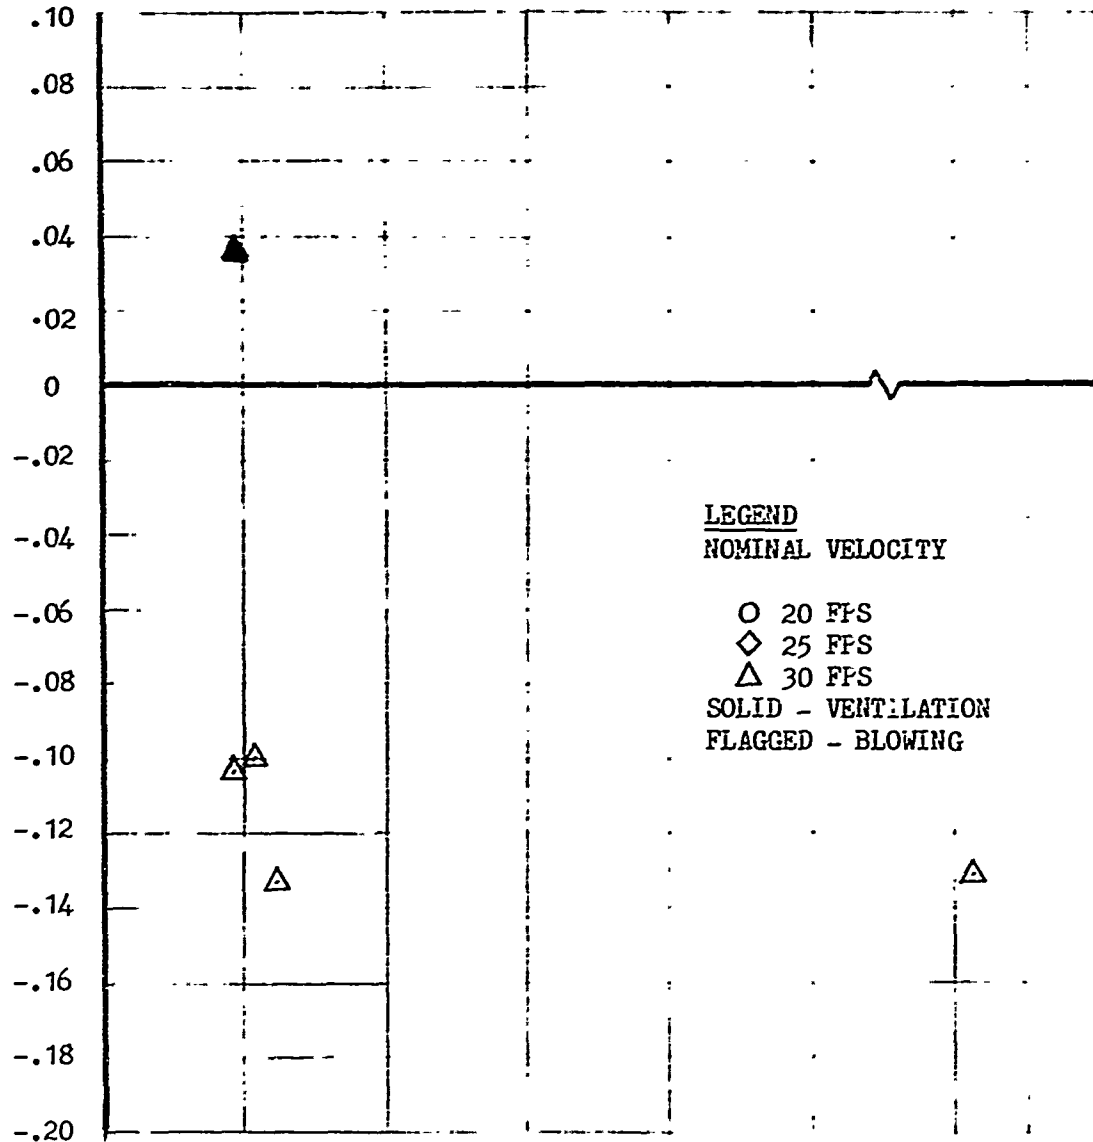 .10
.08
.06
.04
.02
0
-.02
-.04
-.06
-.08
-.10
-.12
-.14
-.16
-.18
-.20
LEGEND
NOMINAL VELOCITY
20 FPS
25 FPS
30 FPS
SOLID - VENTILATION
FLAGGED - BLOWING